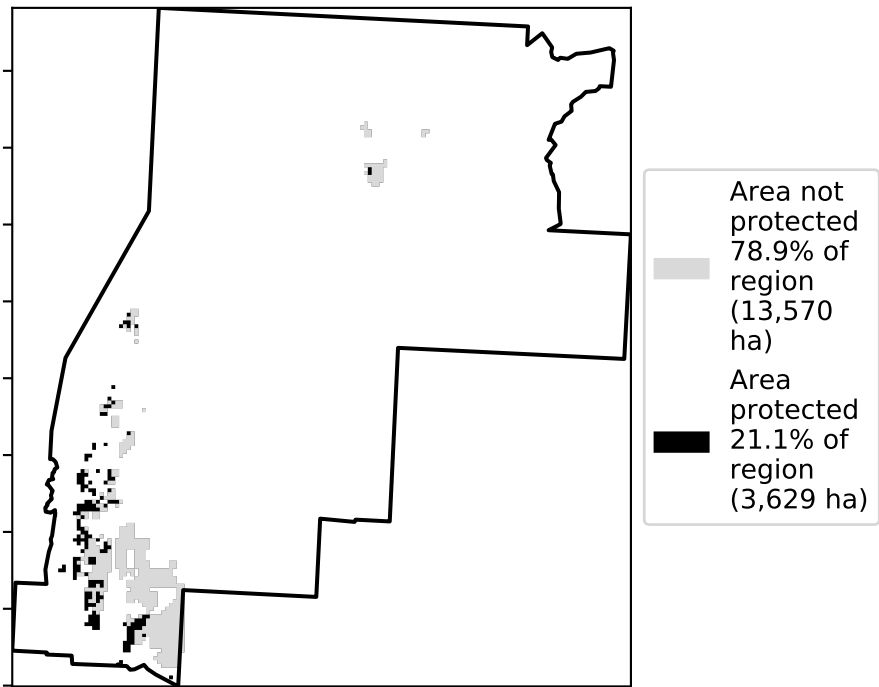 Area not
protected
78.9% of
region
(13,570
ha)
Area
protected
21.1% of
region
(3,629 ha)